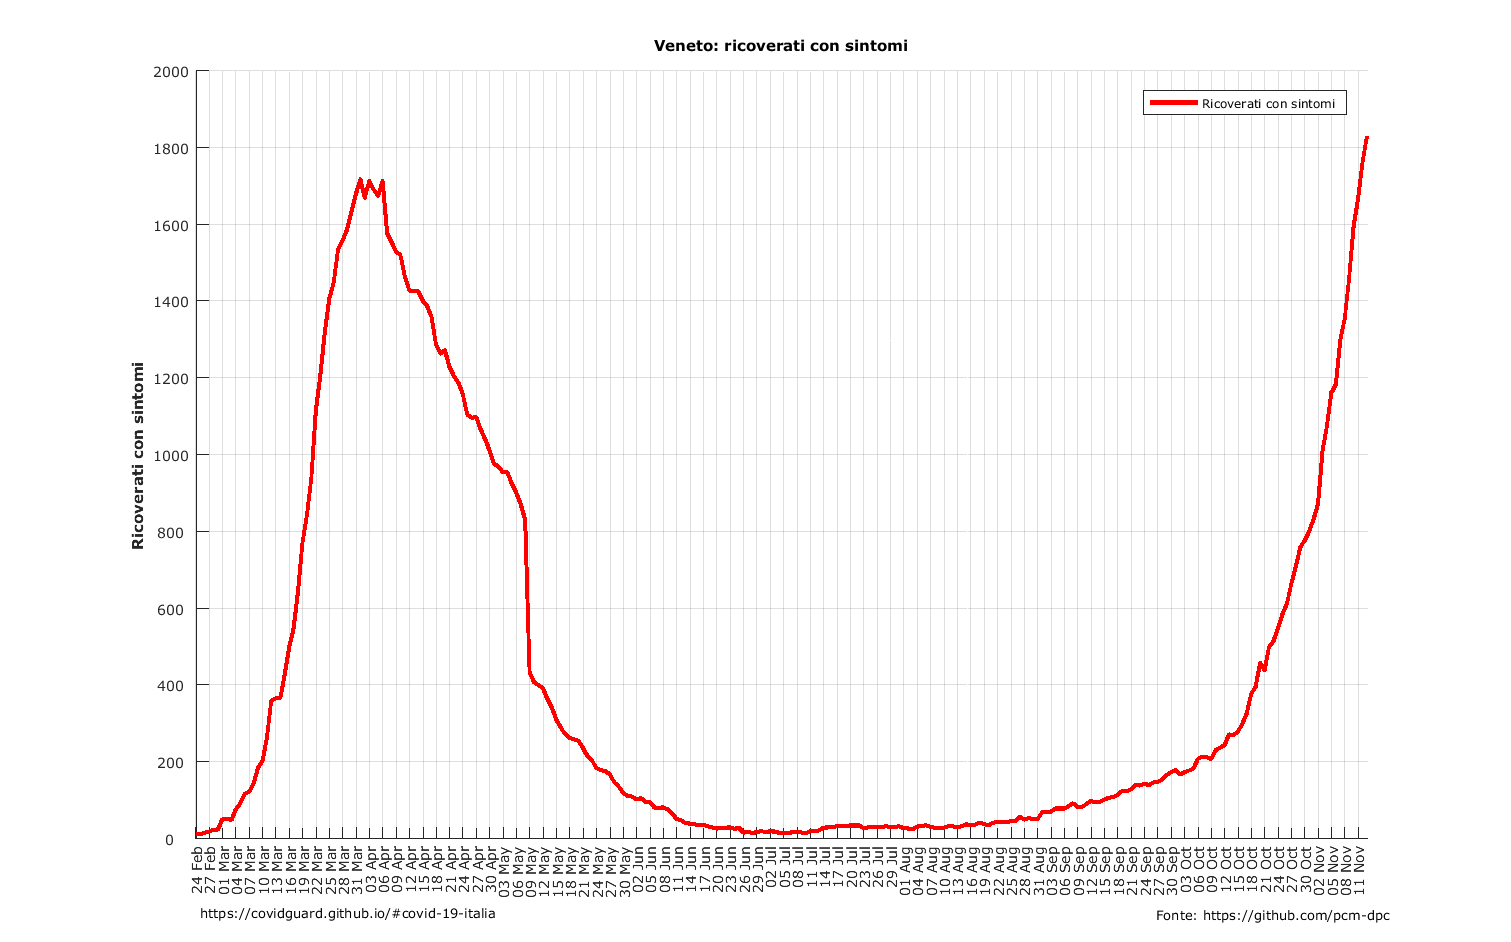 Veneto: ricoverati con sintomi
Ricoverati con sintomi
Ricoverati con sintomi
2000
1800
1600
1400
1200
1000
800
600
400
200
0
24 Feb
27 Feb
01 Mar
04 Mar
07 Mar
10 Mar
13 Mar
16 Mar
19 Mar
22 Mar
25 Mar
28 Mar
31 Mar
03 Apr
06 Apr
09 Apr
12 Apr
15 Apr
18 Apr
21 Apr
24 Apr
27 Apr
30 Apr
03 May
06 May
09 May
12 May
15 May
18 May
21 May
24 May
27 May
30 May
02 Jun
05 Jun
08 Jun
11 Jun
14 Jun
17 Jun
20 Jun
23 Jun
26 Jun
29 Jun
02 Jul
05 Jul
08 Jul
11 Jul
14 Jul
17 Jul
20 Jul
23 Jul
26 Jul
29 Jul
01 Aug
04 Aug
07 Aug
10 Aug
13 Aug
16 Aug
19 Aug
22 Aug
25 Aug
28 Aug
31 Aug
03 Sep
06 Sep
09 Sep
12 Sep
15 Sep
18 Sep
21 Sep
24 Sep
27 Sep
30 Sep
03 Oct
06 Oct
09 Oct
12 Oct
15 Oct
18 Oct
21 Oct
24 Oct
27 Oct
30 Oct
02 Nov
05 Nov
08 Nov
11 Nov
https://covidguard.github.io/#covid-19-italia
Fonte: https://github.com/pcm-dpc